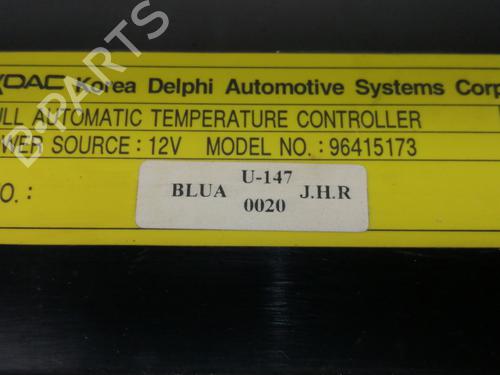 KDAC Korea Delphi Automotive Systems Corp
ULL AUTOMATIC TEMPERATURE CONTROLLER
OWER SOURCE : 12V MODEL NO. : 96415173
O. :
U-147
BLUA J.H.R
0020
B-PARTS